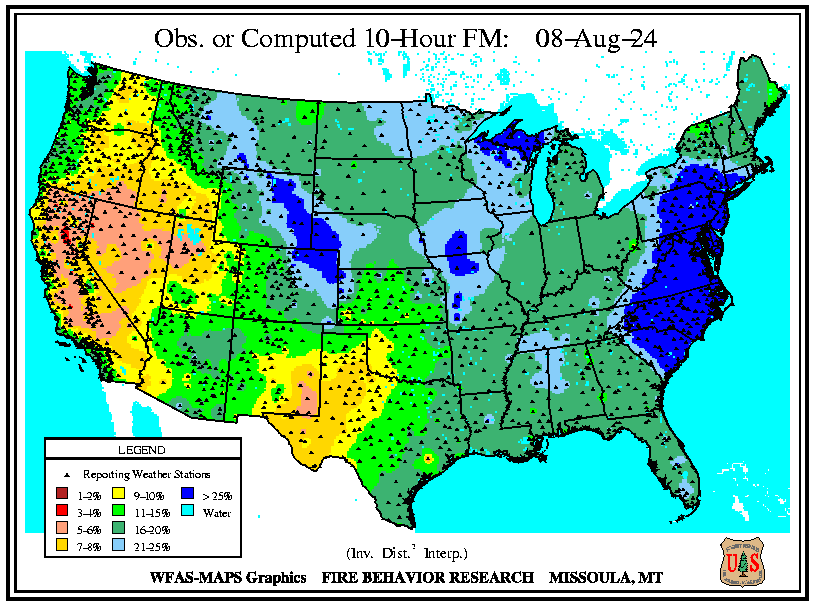 Obs. or Computed 10-Hour FM: 08-Aug-24
LEGEND
Reporting Weather Stations
1-2% 9-10% > 25%
3-4% 11-15% Water
5-6% 16-20%
7-8% 21-25%
(Inv. Dist.² Interp.)
WFAS-MAPS Graphics FIRE BEHAVIOR RESEARCH MISSOULA, MT
U S